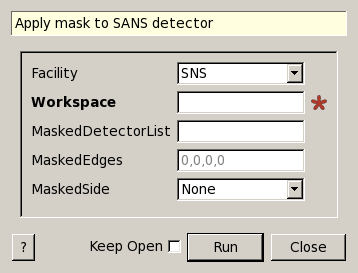 Apply mask to SANS detector
Facility SNS
Workspace *
MaskedDetectorList
MaskedEdges 0,0,0,0
MaskedSide None
? Keep Open Run Close